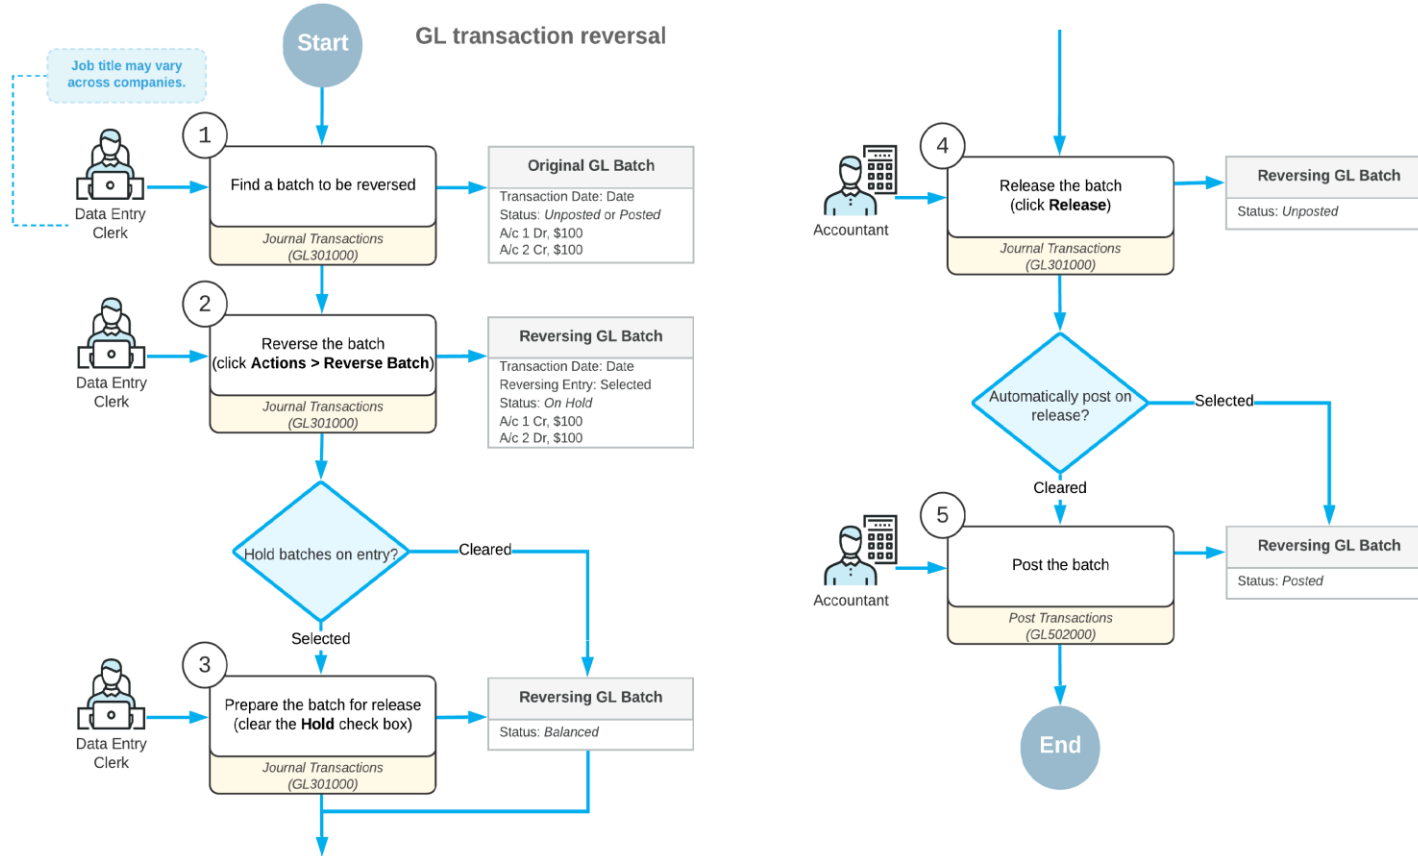 Start
GL transaction reversal
Job title may vary
across companies.
1
Find a batch to be reversed
Journal Transactions
(GL301000)
Data Entry
Clerk
Original GL Batch
Transaction Date: Date
Status: Unposted or Posted
A/c 1 Dr, $100
A/c 2 Cr, $100
2
Reverse the batch
(click Actions > Reverse Batch)
Journal Transactions
(GL301000)
Data Entry
Clerk
Reversing GL Batch
Transaction Date: Date
Reversing Entry: Selected
Status: On Hold
A/c 1 Cr, $100
A/c 2 Dr, $100
Hold batches on entry?
Cleared
Selected
3
Prepare the batch for release
(clear the Hold check box)
Journal Transactions
(GL301000)
Data Entry
Clerk
Reversing GL Batch
Status: Balanced
4
Release the batch
(click Release)
Journal Transactions
(GL301000)
Accountant
Reversing GL Batch
Status: Unposted
Automatically post on
release?
Selected
Cleared
5
Post the batch
Post Transactions
(GL502000)
Accountant
Reversing GL Batch
Status: Posted
End